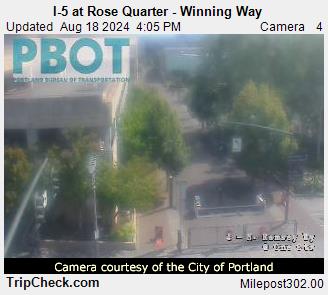 I-5 at Rose Quarter - Winning Way
Updated Aug 18 2024 4:05 PM Camera 4
PBOT
PORTLAND BUREAU OF TRANSPORTATION
Camera courtesy of the City of Portland
TripCheck.com Milepost302.00